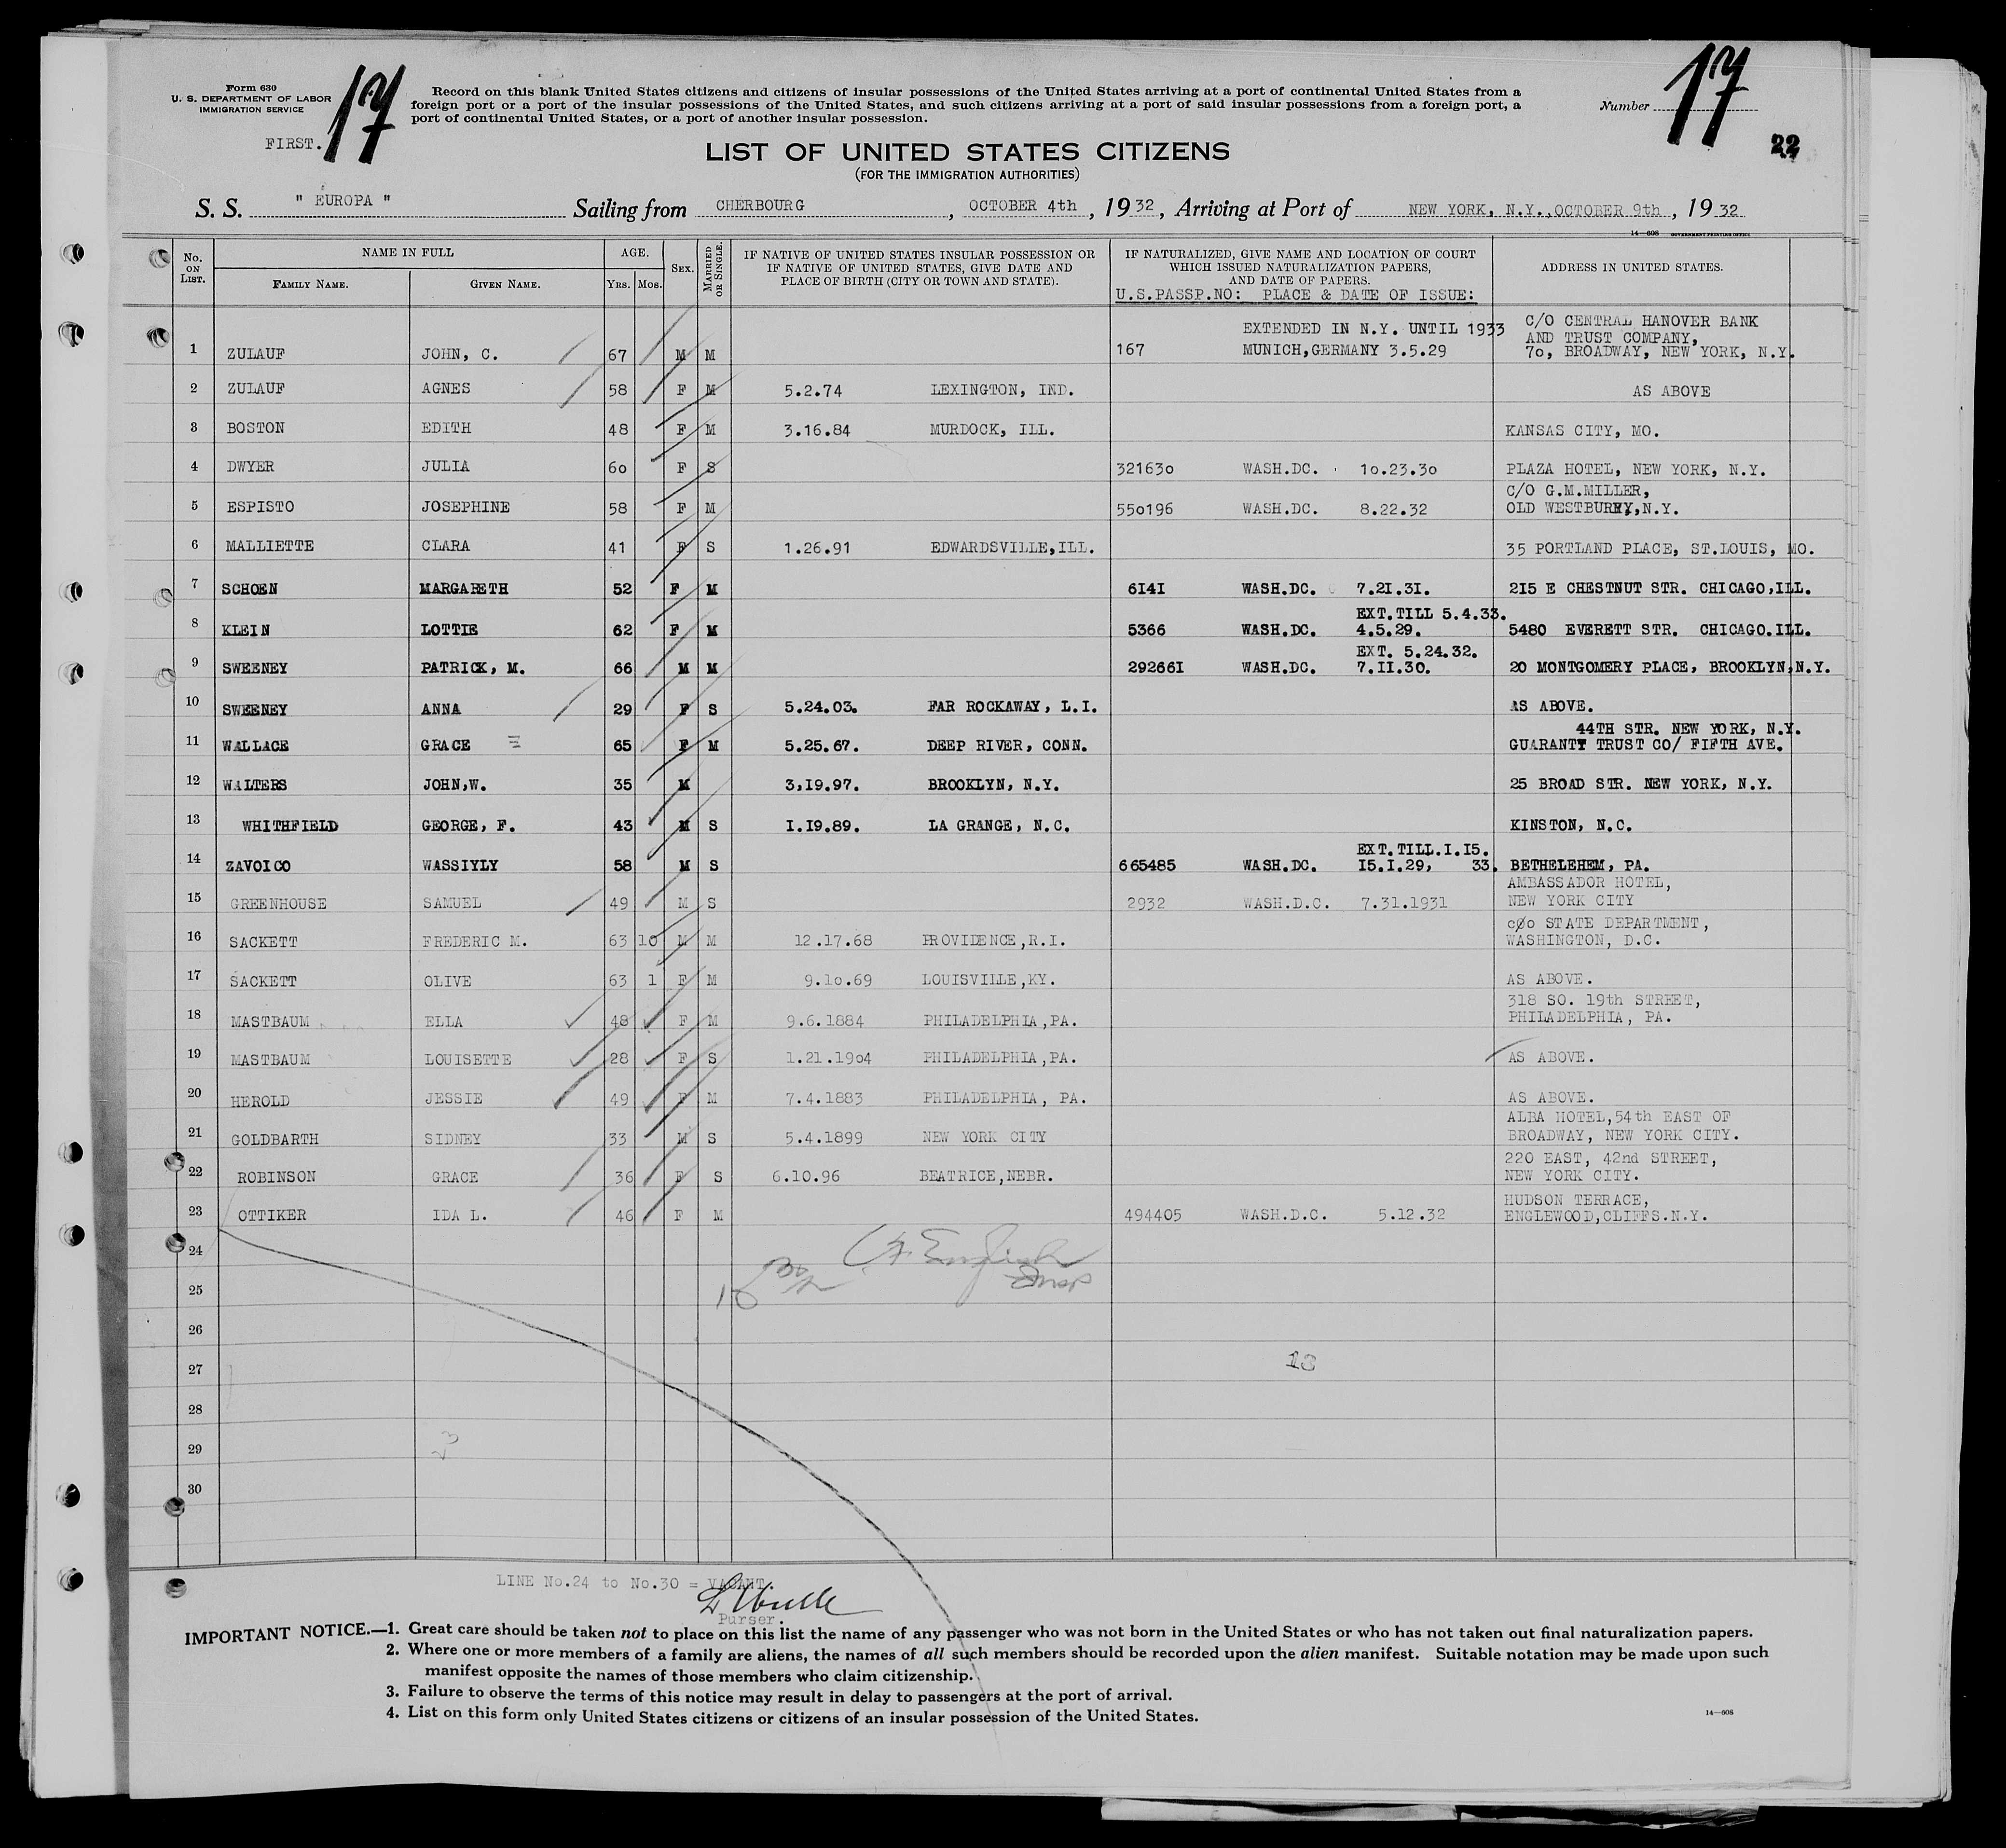 Form 630
U. S. DEPARTMENT OF LABOR
IMMIGRATION SERVICE
FIRST.
17
Record on this blank United States citizens and citizens of insular possessions of the United States arriving at a port of continental United States from a
foreign port or a port of the insular possessions of the United States, and such citizens arriving at a port of said insular possessions from a foreign port, a
port of continental United States, or a port of another insular possession.
Number 17
22
LIST OF UNITED STATES CITIZENS
(FOR THE IMMIGRATION AUTHORITIES)
S. S. " EUROPA " Sailing from CHERBOURG, OCTOBER 4th, 1932, Arriving at Port of NEW YORK, N.Y., OCTOBER 9th, 1932
14—608 GOVERNMENT PRINTING OFFICE
No. ON LIST. NAME IN FULL FAMILY NAME. GIVEN NAME. AGE. YRS. MOS. SEX. MARRIED OR SINGLE. IF NATIVE OF UNITED STATES INSULAR POSSESSION OR IF NATIVE OF UNITED STATES, GIVE DATE AND PLACE OF BIRTH (CITY OR TOWN AND STATE). IF NATURALIZED, GIVE NAME AND LOCATION OF COURT WHICH ISSUED NATURALIZATION PAPERS, AND DATE OF PAPERS. U.S.PASSP.NO: PLACE & DATE OF ISSUE: ADDRESS IN UNITED STATES.
EXTENDED IN N.Y. UNTIL 1933 C/O CENTRAL HANOVER BANK
AND TRUST COMPANY,
1 ZULAUF JOHN, C. 67 M M 167 MUNICH,GERMANY 3.5.29 7o, BROADWAY, NEW YORK, N.Y.
2 ZULAUF AGNES 58 F M 5.2.74 LEXINGTON, IND. AS ABOVE
3 BOSTON EDITH 48 F M 3.16.84 MURDOCK, ILL. KANSAS CITY, MO.
4 DWYER JULIA 6o F S 32163o WASH.DC. 1o.23.3o PLAZA HOTEL, NEW YORK, N.Y.
C/O G.M.MILLER,
5 ESPISTO JOSEPHINE 58 F M 55o196 WASH.DC. 8.22.32 OLD WESTBURY,N.Y.
6 MALLIETTE CLARA 41 F S 1.26.91 EDWARDSVILLE,ILL. 35 PORTLAND PLACE, ST.LOUIS, MO.
7 SCHOEN MARGARETH 52 F M 6I4I WASH.DC. 7.2I.3I. 215 E CHESTNUT STR. CHICAGO,ILL.
EXT.TILL 5.4.33.
8 KLEIN LOTTIE 62 F M 5366 WASH.DC. 4.5.29. 5480 EVERETT STR. CHICAGO.ILL.
EXT. 5.24.32.
9 SWEENEY PATRICK, M. 66 M M 29266I WASH.DC. 7.II.30. 20 MONTGOMERY PLACE, BROOKLYN,N.Y.
10 SWEENEY ANNA 29 F S 5.24.03. FAR ROCKAWAY, L.I. AS ABOVE.
44TH STR. NEW YORK, N.Y.
11 WALLACE GRACE E 65 F M 5.25.67. DEEP RIVER, CONN. GUARANTY TRUST CO/ FIFTH AVE.
12 WALTERS JOHN,W. 35 M 3,I9.97. BROOKLYN, N.Y. 25 BROAD STR. NEW YORK, N.Y.
13 WHITHFIELD GEORGE, F. 43 M S I.I9.89. LA GRANGE, N.C. KINSTON, N.C.
EXT.TILL.I.I5.
14 ZAVOICO WASSIYLY 58 M S 665485 WASH.DC. I5.I.29, 33. BETHELEHEM, PA.
AMBASSADOR HOTEL,
15 GREENHOUSE SAMUEL 49 M S 2932 WASH.D.C. 7.31.1931 NEW YORK CITY
c/o STATE DEPARTMENT,
16 SACKETT FREDERIC M. 63 10 M M 12.17.68 PROVIDENCE,R.I. WASHINGTON, D.C.
17 SACKETT OLIVE 63 1 F M 9.1o.69 LOUISVILLE,KY. AS ABOVE.
318 SO. 19th STREET,
18 MASTBAUM ELLA 48 F M 9.6.1884 PHILADELPHIA,PA. PHILADELPHIA, PA.
19 MASTBAUM LOUISETTE 28 F S 1.21.19o4 PHILADELPHIA,PA. AS ABOVE.
20 HEROLD JESSIE 49 F M 7.4.1883 PHILADELPHIA, PA. AS ABOVE.
ALBA HOTEL,54th EAST OF
21 GOLDBARTH SIDNEY 33 M S 5.4.1899 NEW YORK CITY BROADWAY, NEW YORK CITY.
220 EAST, 42nd STREET,
22 ROBINSON GRACE 36 F S 6.10.96 BEATRICE,NEBR. NEW YORK CITY.
HUDSON TERRACE,
23 OTTIKER IDA L. 46 F M 494405 WASH.D.C. 5.12.32 ENGLEWOOD,CLIFFS.N.Y.
24
25
26
27
13
28
29
23
30
LINE No.24 to No.30 = VACANT.
Purser.
IMPORTANT NOTICE.—1. Great care should be taken not to place on this list the name of any passenger who was not born in the United States or who has not taken out final naturalization papers.
2. Where one or more members of a family are aliens, the names of all such members should be recorded upon the alien manifest. Suitable notation may be made upon such
manifest opposite the names of those members who claim citizenship.
3. Failure to observe the terms of this notice may result in delay to passengers at the port of arrival.
4. List on this form only United States citizens or citizens of an insular possession of the United States.
14—608